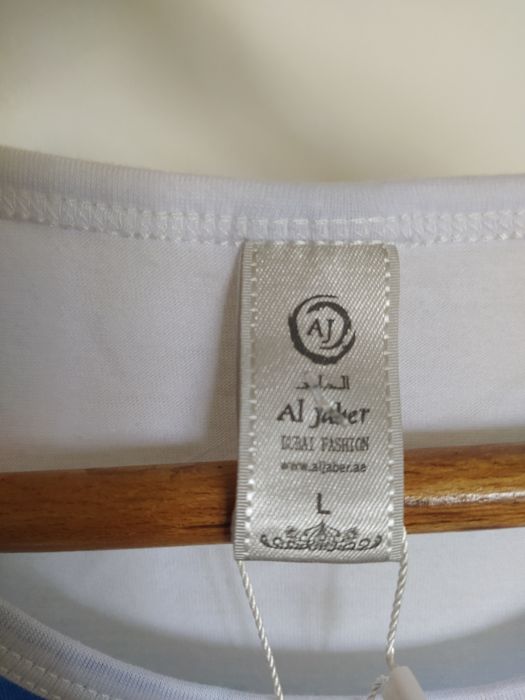 AJ
الجابر
Al jaber
DUBAI FASHION
www.aljaber.ae
L